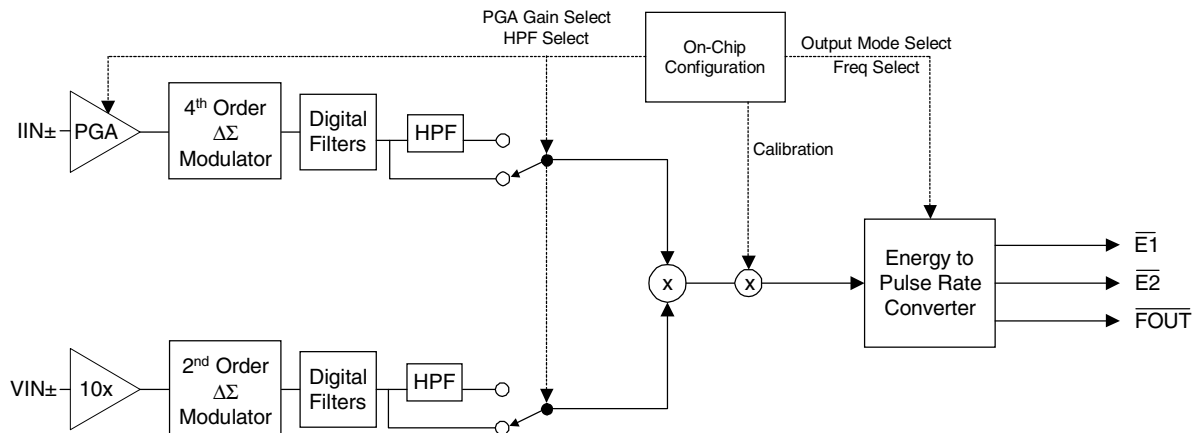 PGA Gain Select
HPF Select
On-Chip
Configuration
Output Mode Select
Freq Select
IIN±
PGA
4th Order
ΔΣ
Modulator
Digital
Filters
HPF
Calibration
x
x
Energy to
Pulse Rate
Converter
E1
E2
FOUT
VIN±
10x
2nd Order
ΔΣ
Modulator
Digital
Filters
HPF